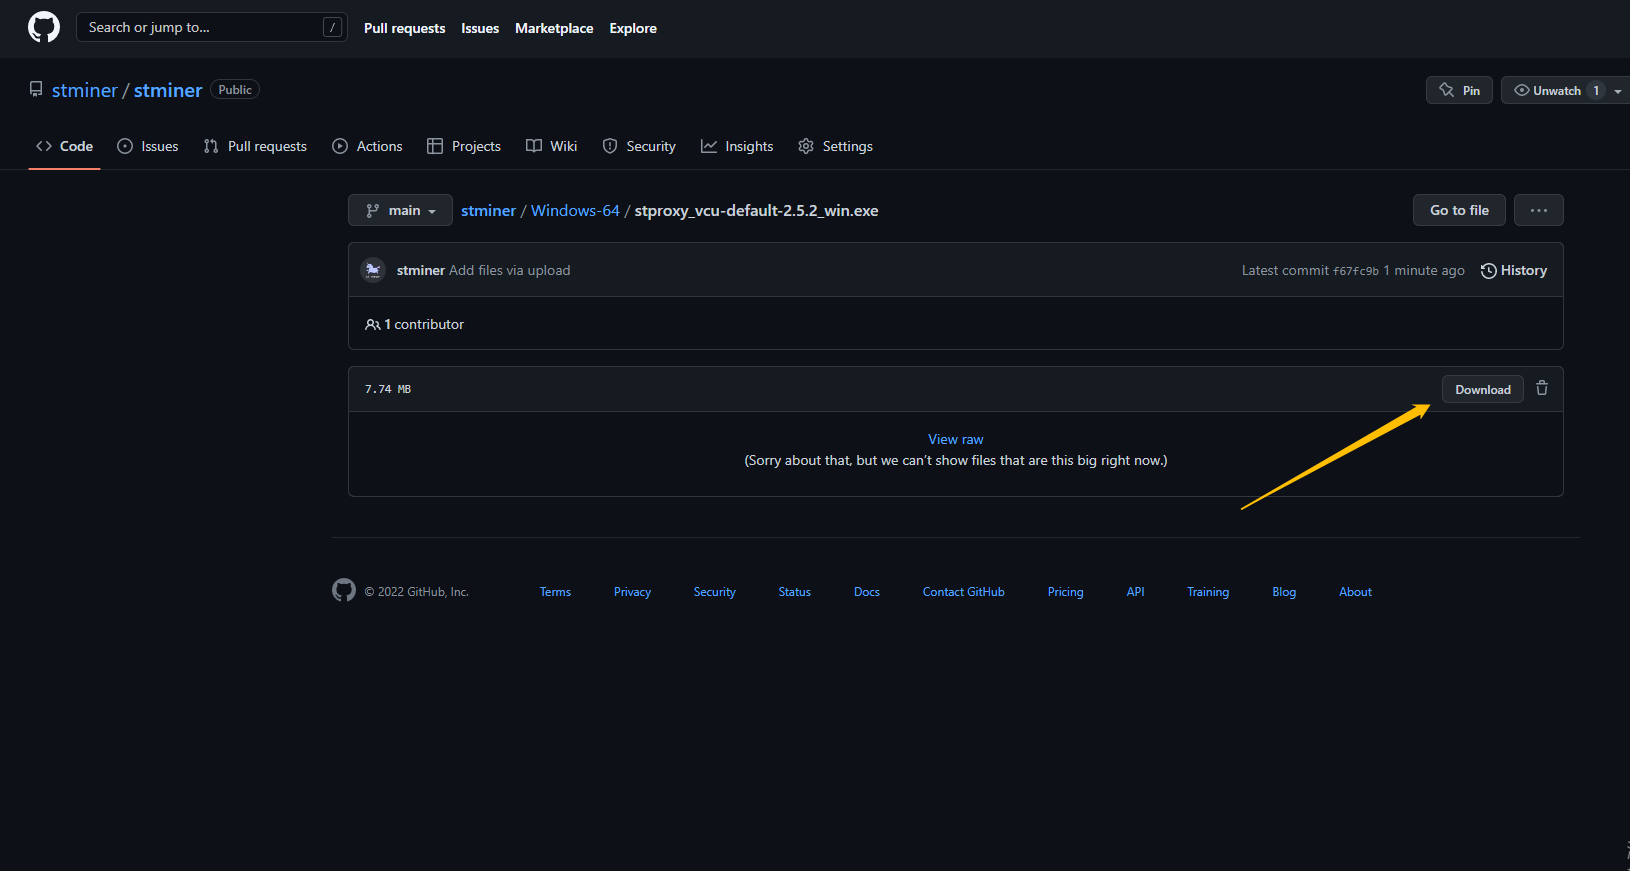 Search or jump to... /
Pull requests Issues Marketplace Explore
stminer / stminer Public
Pin Unwatch 1
Code Issues Pull requests Actions Projects Wiki Security Insights Settings
main stminer / Windows-64 / stproxy_vcu-default-2.5.2_win.exe Go to file ...
stminer Add files via upload Latest commit f67fc9b 1 minute ago History
1 contributor
7.74 MB Download
View raw
(Sorry about that, but we can't show files that are this big right now.)
© 2022 GitHub, Inc. Terms Privacy Security Status Docs Contact GitHub Pricing API Training Blog About